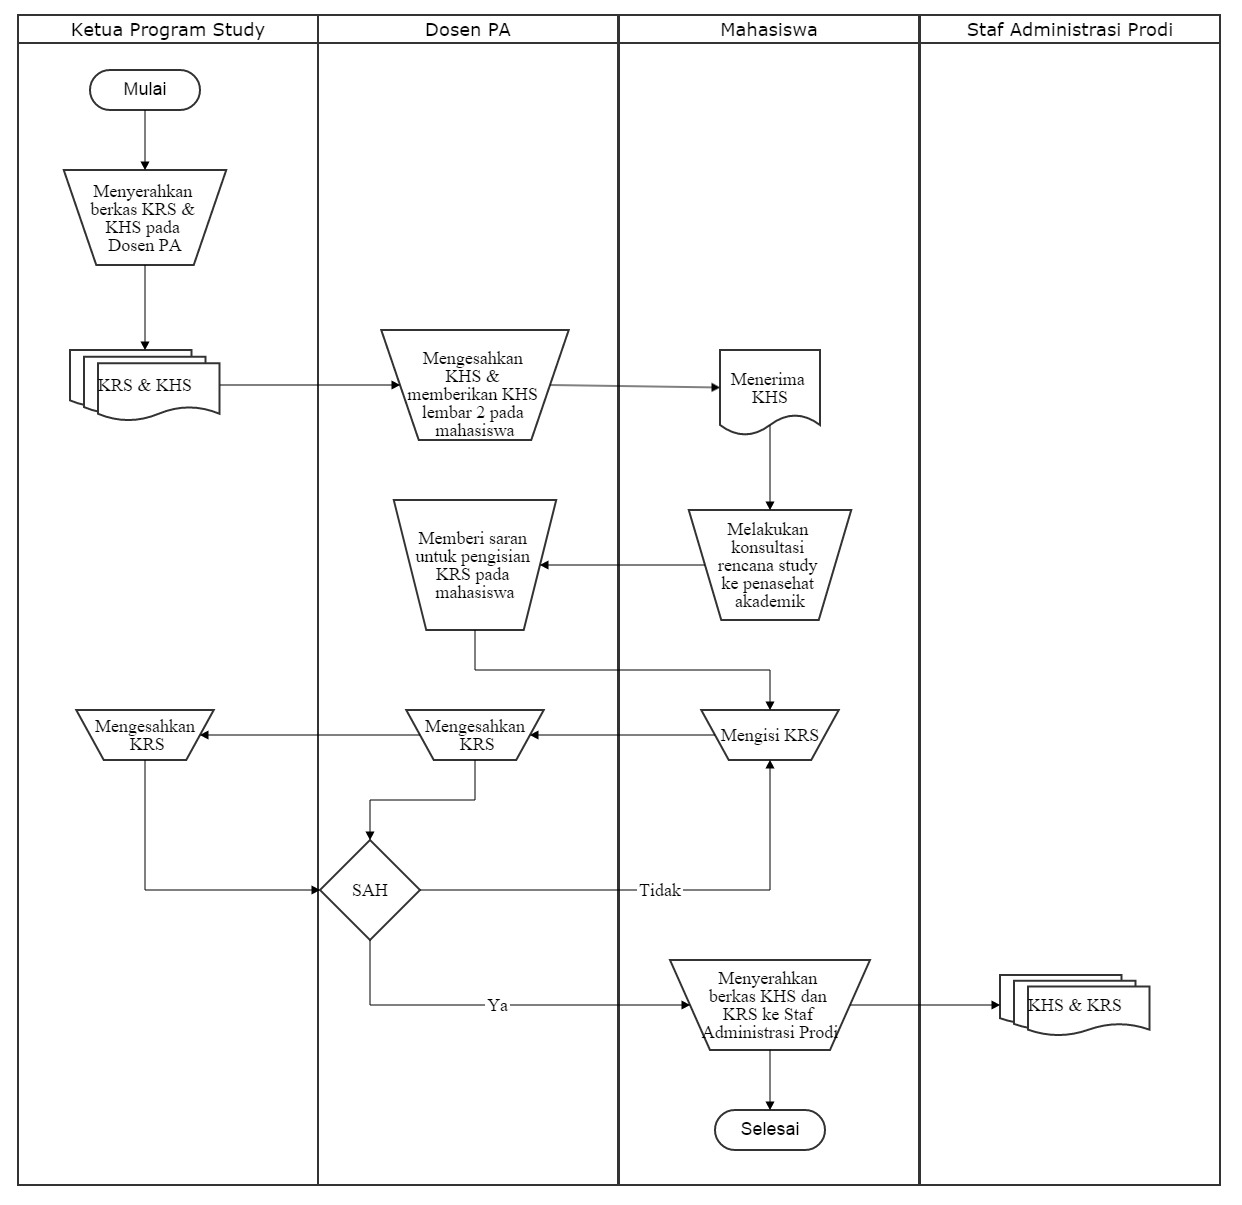 Ketua Program Study
Dosen PA
Mahasiswa
Staf Administrasi Prodi
Mulai
Menyerahkan
berkas KRS &
KHS pada
Dosen PA
KRS & KHS
Mengesahkan
KHS &
memberikan KHS
lembar 2 pada
mahasiswa
Menerima
KHS
Memberi saran
untuk pengisian
KRS pada
mahasiswa
Melakukan
konsultasi
rencana study
ke penasehat
akademik
Mengesahkan
KRS
Mengesahkan
KRS
Mengisi KRS
SAH
Tidak
Ya
Menyerahkan
berkas KHS dan
KRS ke Staf
Administrasi Prodi
KHS & KRS
Selesai